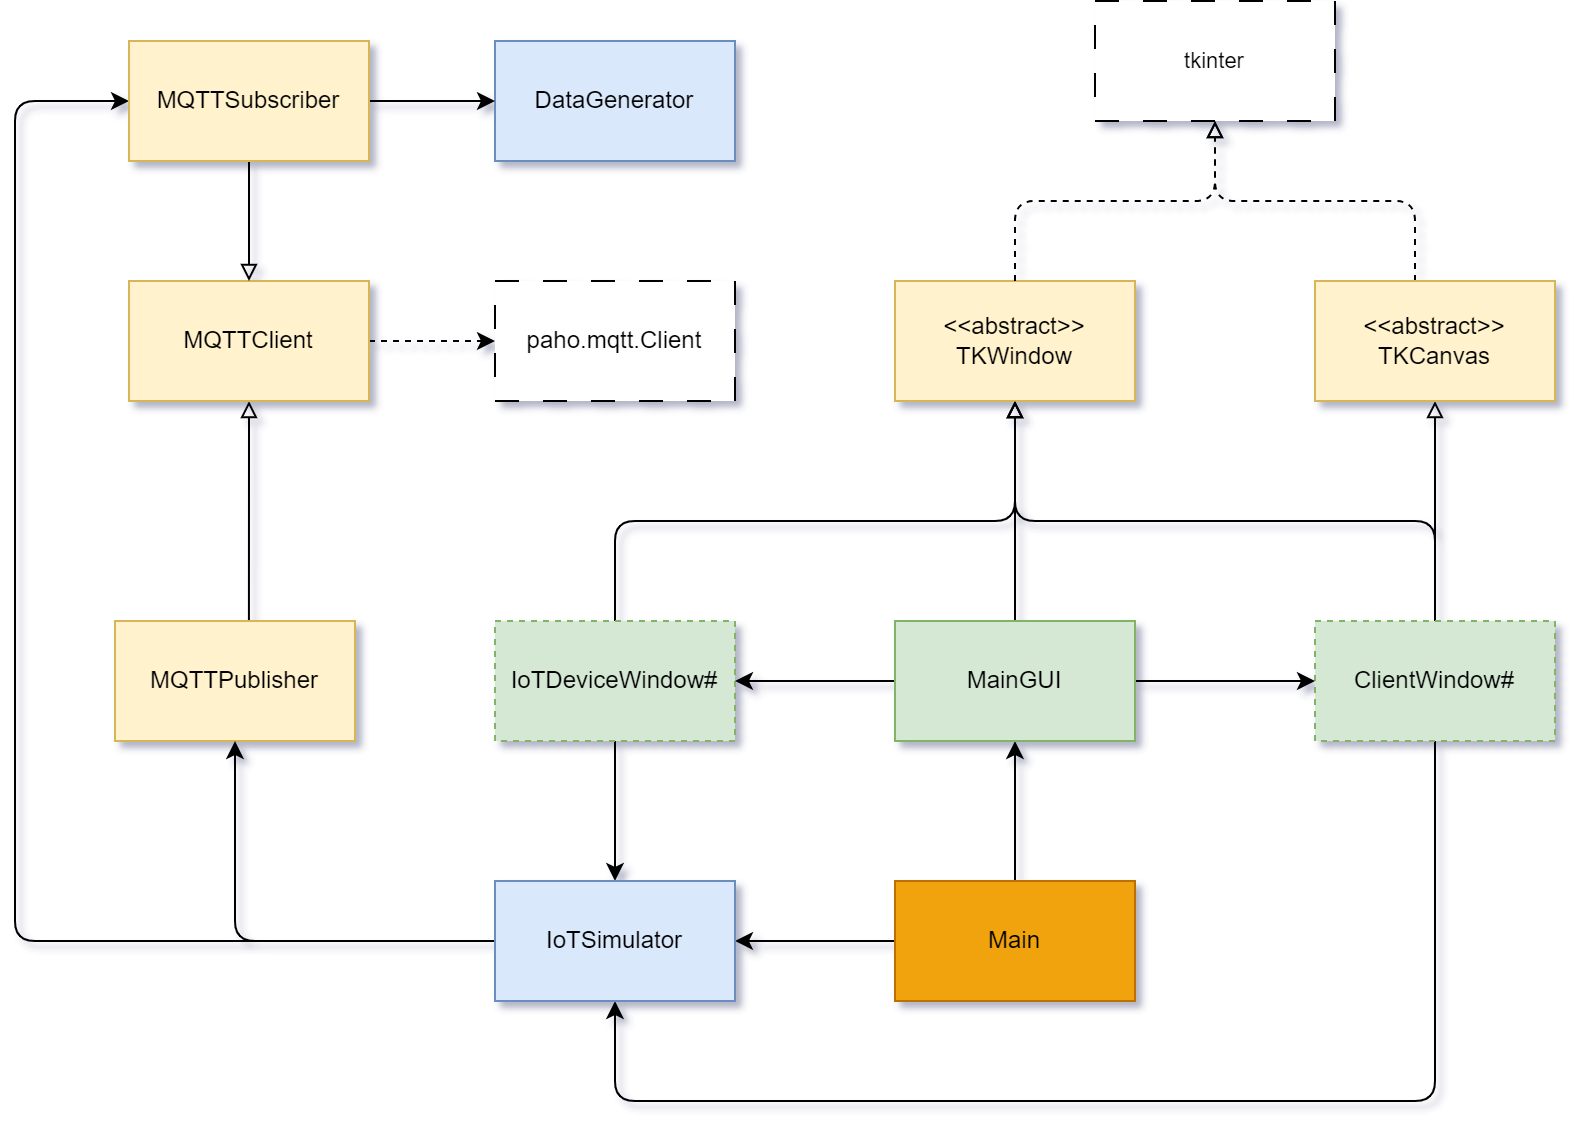 tkinter
MQTTSubscriber
DataGenerator
MQTTClient
paho.mqtt.Client
<<abstract>>
TKWindow
<<abstract>>
TKCanvas
MQTTPublisher
IoTDeviceWindow#
MainGUI
ClientWindow#
IoTSimulator
Main